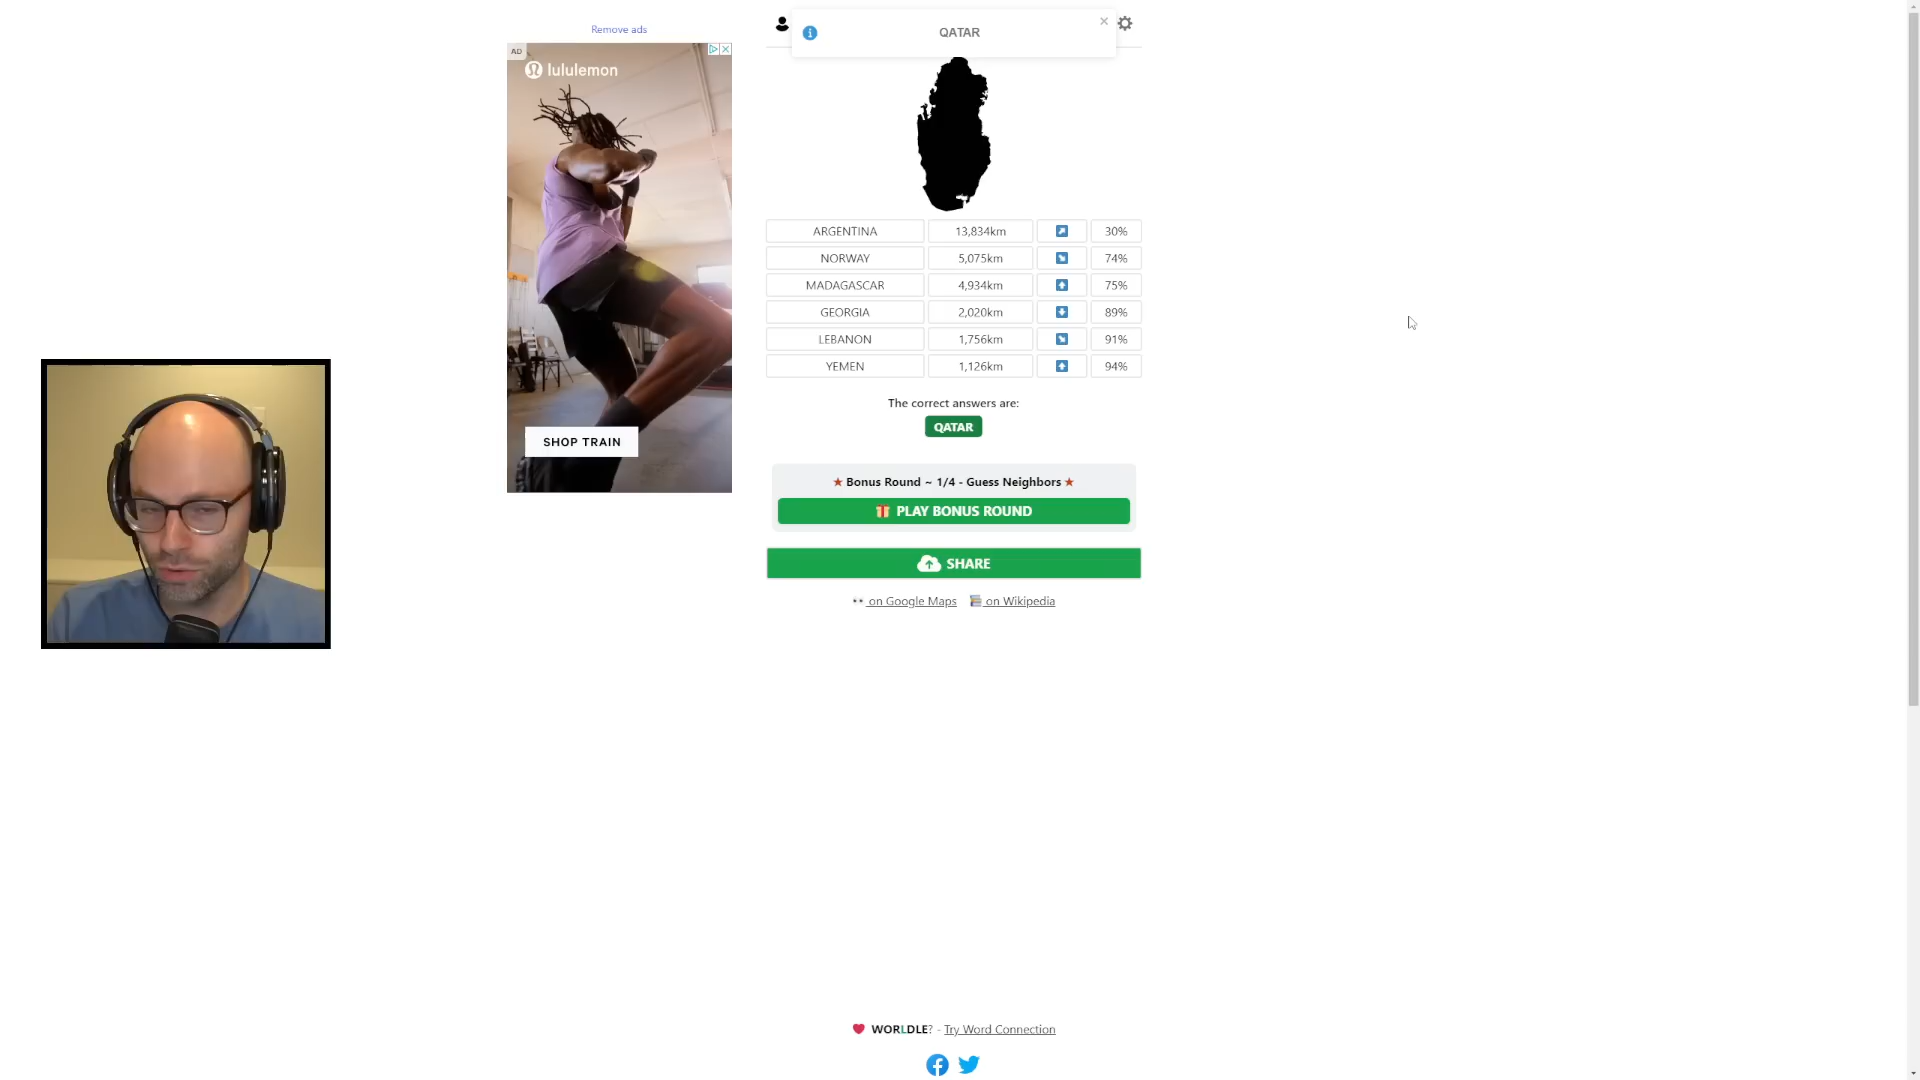 Remove ads
AD
lululemon
SHOP TRAIN
QATAR
ARGENTINA 13,834km 30%
NORWAY 5,075km 74%
MADAGASCAR 4,934km 75%
GEORGIA 2,020km 89%
LEBANON 1,756km 91%
YEMEN 1,126km 94%
The correct answers are:
QATAR
Bonus Round ~ 1/4 - Guess Neighbors
PLAY BONUS ROUND
SHARE
on Google Maps on Wikipedia
WORLDLE? - Try Word Connection